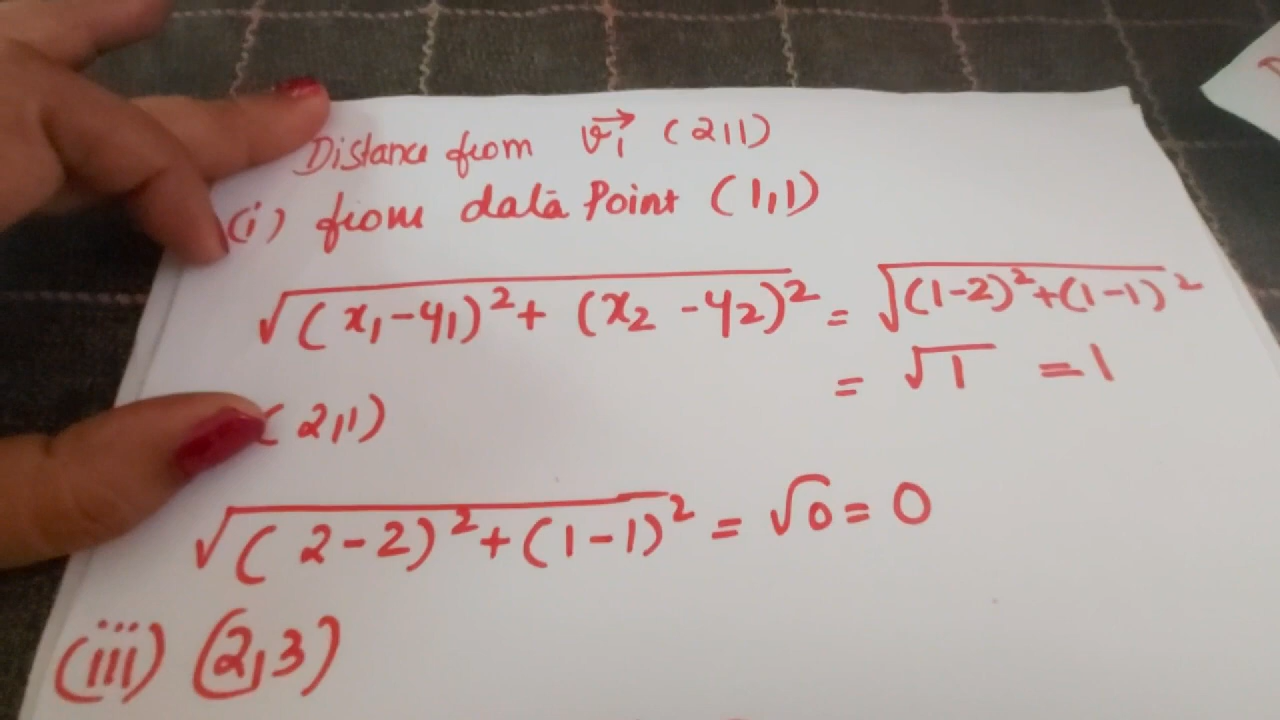 Distance from v₁⃗ (2,1)
(i) from data Point (1,1)
√(x₁-y₁)²+ (x₂-y₂)² = √(1-2)²+(1-1)²
= √1 =1
(2,1)
√(2-2)²+(1-1)² = √0 = 0
(iii) (2,3)